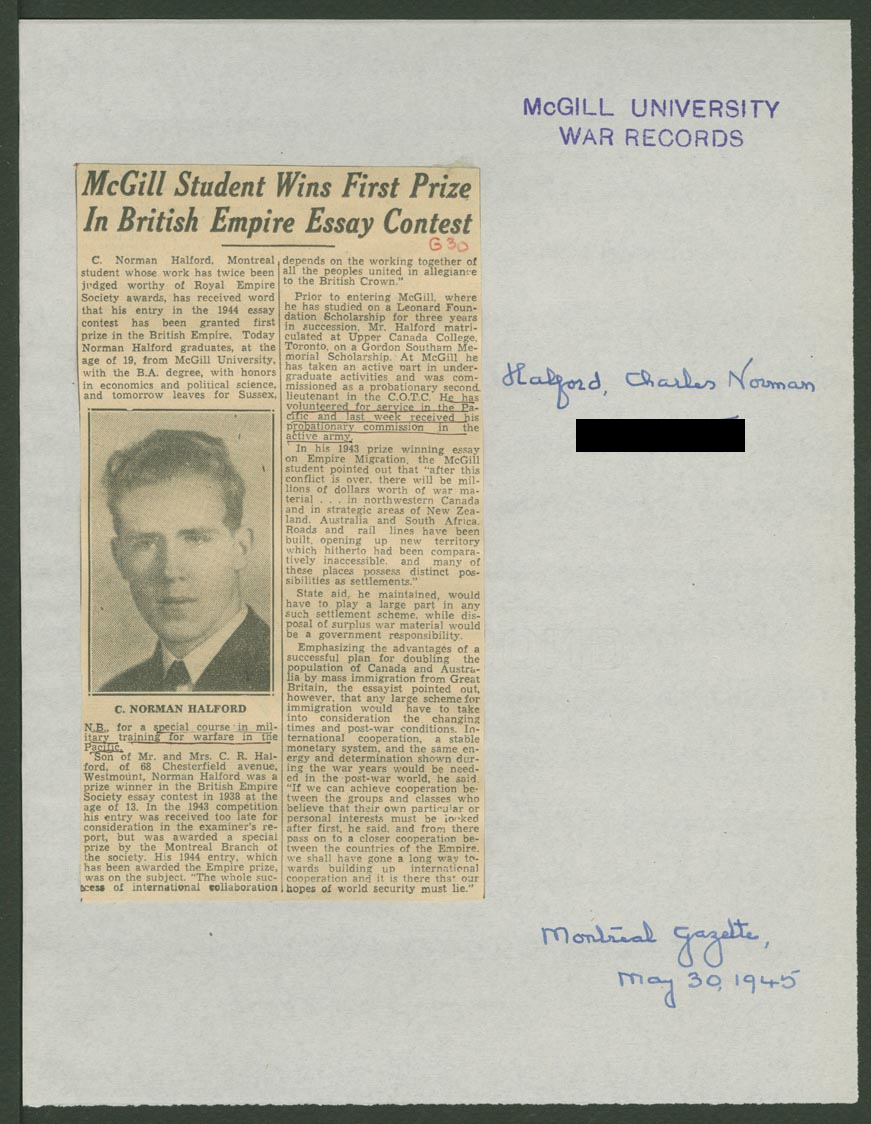 McGILL UNIVERSITY
WAR RECORDS
McGill Student Wins First Prize
In British Empire Essay Contest
G30
C. Norman Halford, Montreal
student whose work has twice been
judged worthy of Royal Empire
Society awards, has received word
that his entry in the 1944 essay
contest has been granted first
prize in the British Empire. Today
Norman Halford graduates, at the
age of 19, from McGill University,
with the B.A. degree, with honors
in economics and political science,
and tomorrow leaves for Sussex,
C. NORMAN HALFORD
N.B., for a special course in mil-
itary training for warfare in the
Pacific.
Son of Mr. and Mrs. C. R. Hal-
ford, of 68 Chesterfield avenue,
Westmount, Norman Halford was a
prize winner in the British Empire
Society essay contest in 1938 at the
age of 13. In the 1943 competition
his entry was received too late for
consideration in the examiner's re-
port, but was awarded a special
prize by the Montreal Branch of
the society. His 1944 entry, which
has been awarded the Empire prize,
was on the subject. "The whole suc-
cess of international collaboration
depends on the working together of
all the peoples united in allegiance
to the British Crown."
Prior to entering McGill, where
he has studied on a Leonard Foun-
dation Scholarship for three years
in succession, Mr. Halford matri-
culated at Upper Canada College,
Toronto, on a Gordon Southam Me-
morial Scholarship. At McGill he
has taken an active part in under-
graduate activities and was com-
missioned as a probationary second
lieutenant in the C.O.T.C. He has
volunteered for service in the Pa-
cific and last week received his
probationary commission in the
active army.
In his 1943 prize winning essay
on Empire Migration, the McGill
student pointed out that "after this
conflict is over, there will be mil-
lions of dollars worth of war ma-
terial . . . in northwestern Canada
and in strategic areas of New Zea-
land, Australia and South Africa.
Roads and rail lines have been
built, opening up new territory
which hitherto had been compara-
tively inaccessible, and many of
these places possess distinct pos-
sibilities as settlements."
State aid, he maintained, would
have to play a large part in any
such settlement scheme, while dis-
posal of surplus war material would
be a government responsibility.
Emphasizing the advantages of a
successful plan for doubling the
population of Canada and Austra-
lia by mass immigration from Great
Britain, the essayist pointed out,
however, that any large scheme for
immigration would have to take
into consideration the changing
times and post-war conditions. In-
ternational cooperation, a stable
monetary system, and the same en-
ergy and determination shown dur-
ing the war years would be need-
ed in the post-war world, he said.
"If we can achieve cooperation be-
tween the groups and classes who
believe that their own particular or
personal interests must be looked
after first, he said, and from there
pass on to a closer cooperation be-
tween the countries of the Empire,
we shall have gone a long way to-
wards building up international
cooperation and it is there that our
hopes of world security must lie."
Halford, Charles Norman
Montreal Gazette,
May 30, 1945